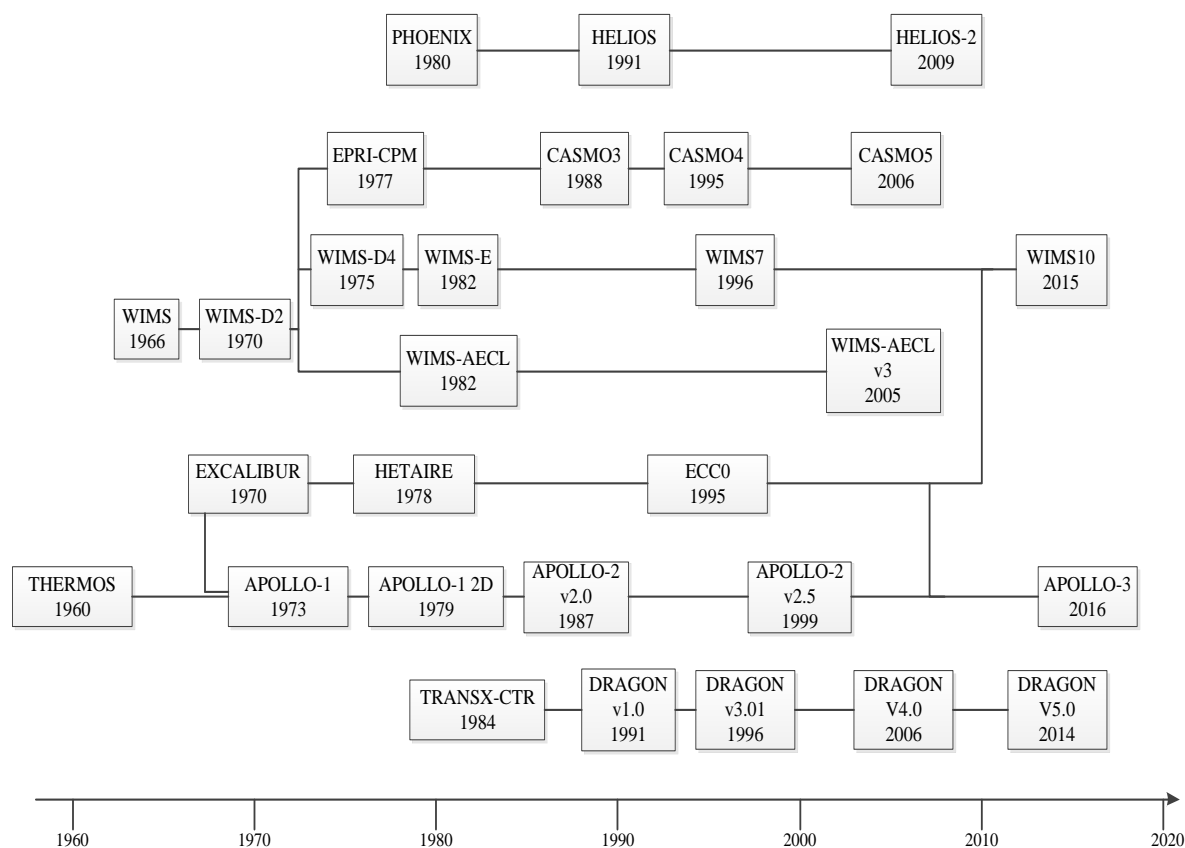 PHOENIX
1980
HELIOS
1991
HELIOS-2
2009
EPRI-CPM
1977
CASMO3
1988
CASMO4
1995
CASMO5
2006
WIMS-D4
1975
WIMS-E
1982
WIMS7
1996
WIMS10
2015
WIMS
1966
WIMS-D2
1970
WIMS-AECL
1982
WIMS-AECL
v3
2005
EXCALIBUR
1970
HETAIRE
1978
ECC0
1995
THERMOS
1960
APOLLO-1
1973
APOLLO-1 2D
1979
APOLLO-2
v2.0
1987
APOLLO-2
v2.5
1999
APOLLO-3
2016
TRANSX-CTR
1984
DRAGON
v1.0
1991
DRAGON
v3.01
1996
DRAGON
V4.0
2006
DRAGON
V5.0
2014
1960 1970 1980 1990 2000 2010 2020